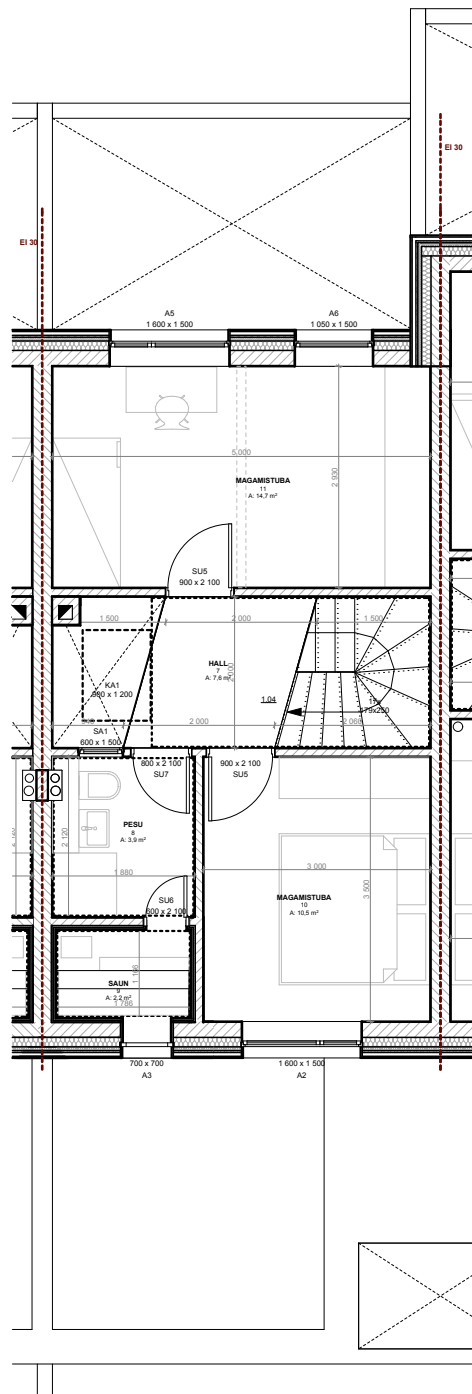 EI 30
EI 30
A5
1 600 x 1 500
A6
1 050 x 1 500
5 000
2 930
MAGAMISTUBA
11
A: 14,7 m²
SU5
900 x 2 100
1 500
2 000
1 500
HALL
7
A: 7,6 m²
2 100
KA1
900 x 1 200
1.04
SA1
600 x 1 500
2 000
2 068
800 x 2 100
SU7
900 x 2 100
SU5
PESU
8
A: 3,9 m²
2 120
1 880
3 000
3 500
MAGAMISTUBA
10
A: 10,5 m²
SU6
SAUN
9
A: 2,2 m²
1 786
700 x 700
A3
1 600 x 1 500
A2